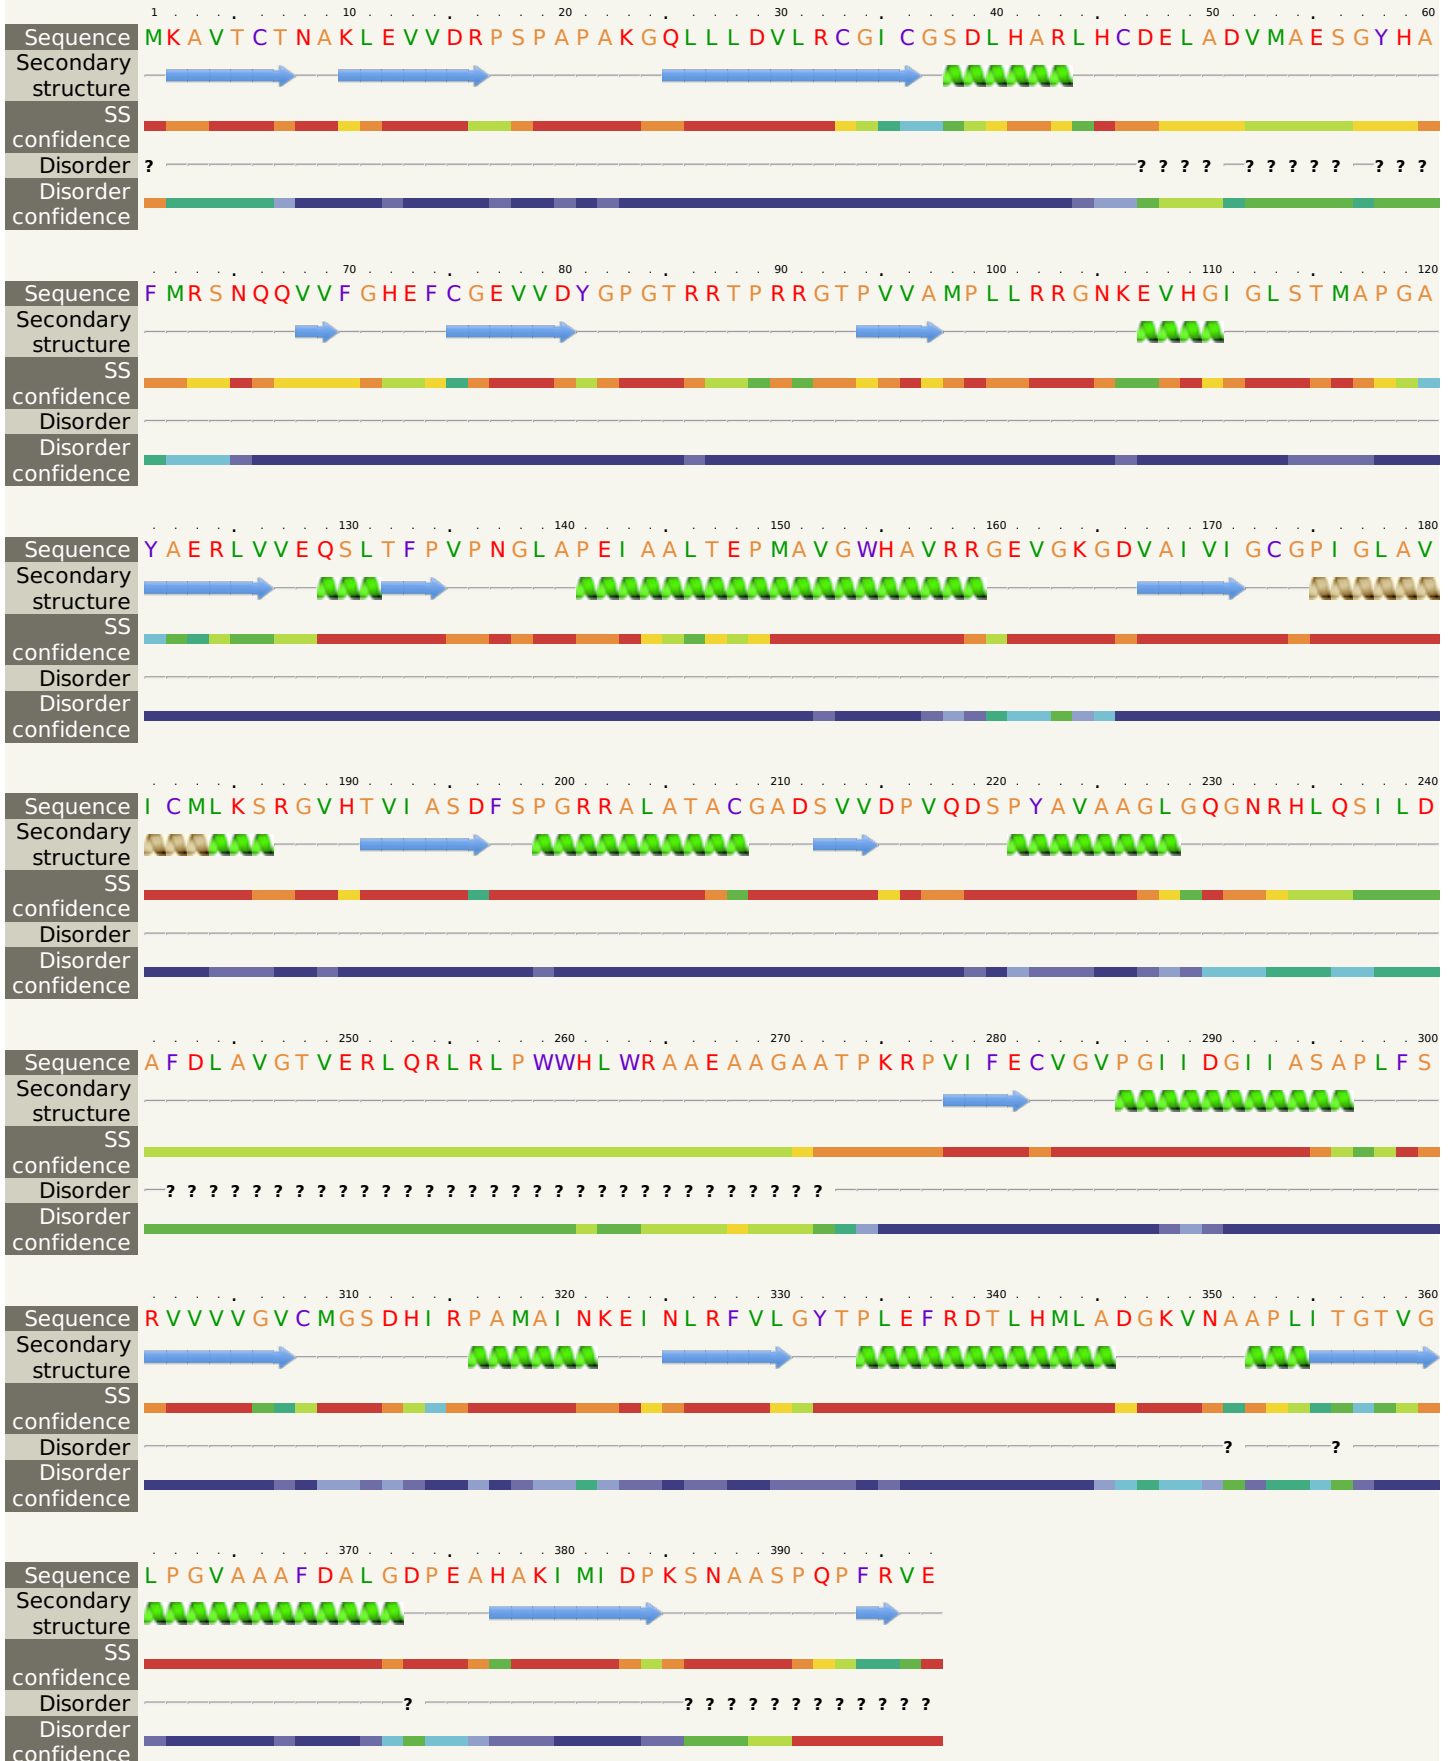 1 10 20 30 40 50 60
Sequence MKAVTCTNAKLEVVDRPSPAPAKGQLLLDVLRCGICGSDLHARLHCDELADVMAESGYHA
Secondary
structure
SS
confidence
Disorder ? ? ? ? ? ? ? ? ? ? ? ? ?
Disorder
confidence
70 80 90 100 110 120
Sequence FMRSNQQVVFGHEFCGEVVDYGPGTRRTPRRGTPVVAMPLLRRGNKEVHGIGLSTMAPGA
Secondary
structure
SS
confidence
Disorder
Disorder
confidence
130 140 150 160 170 180
Sequence YAERLVVEQSLTFPVPNGLAPEIAALTEPMAVGWHAVRRGEVGKGDVAIVIGCGPIGLAV
Secondary
structure
SS
confidence
Disorder
Disorder
confidence
190 200 210 220 230 240
Sequence ICMLKSRGVHTVIASDFSPGRRALATACGADSVVDPVQDSPYAVAAGLGQGNRHLQSILD
Secondary
structure
SS
confidence
Disorder
Disorder
confidence
250 260 270 280 290 300
Sequence AFDLAVGTVERLQRLRLPWWHLWRAAEAAGAATPKRPVIFECVGVPGIIDGIIASAPLFS
Secondary
structure
SS
confidence
Disorder ? ? ? ? ? ? ? ? ? ? ? ? ? ? ? ? ? ? ? ? ? ? ? ? ? ? ? ? ? ? ?
Disorder
confidence
310 320 330 340 350 360
Sequence RVVVVGVCMGSDHIRPAMAINKEINLRFVLGYTPLEFRDTLHMLADGKVNAAPLITGTVG
Secondary
structure
SS
confidence
Disorder ? ?
Disorder
confidence
370 380 390
Sequence LPGVAAAFDALGDPEAHAKIMIDPKSNAASPQPFRVE
Secondary
structure
SS
confidence
Disorder ? ? ? ? ? ? ? ? ? ? ? ? ?
Disorder
confidence